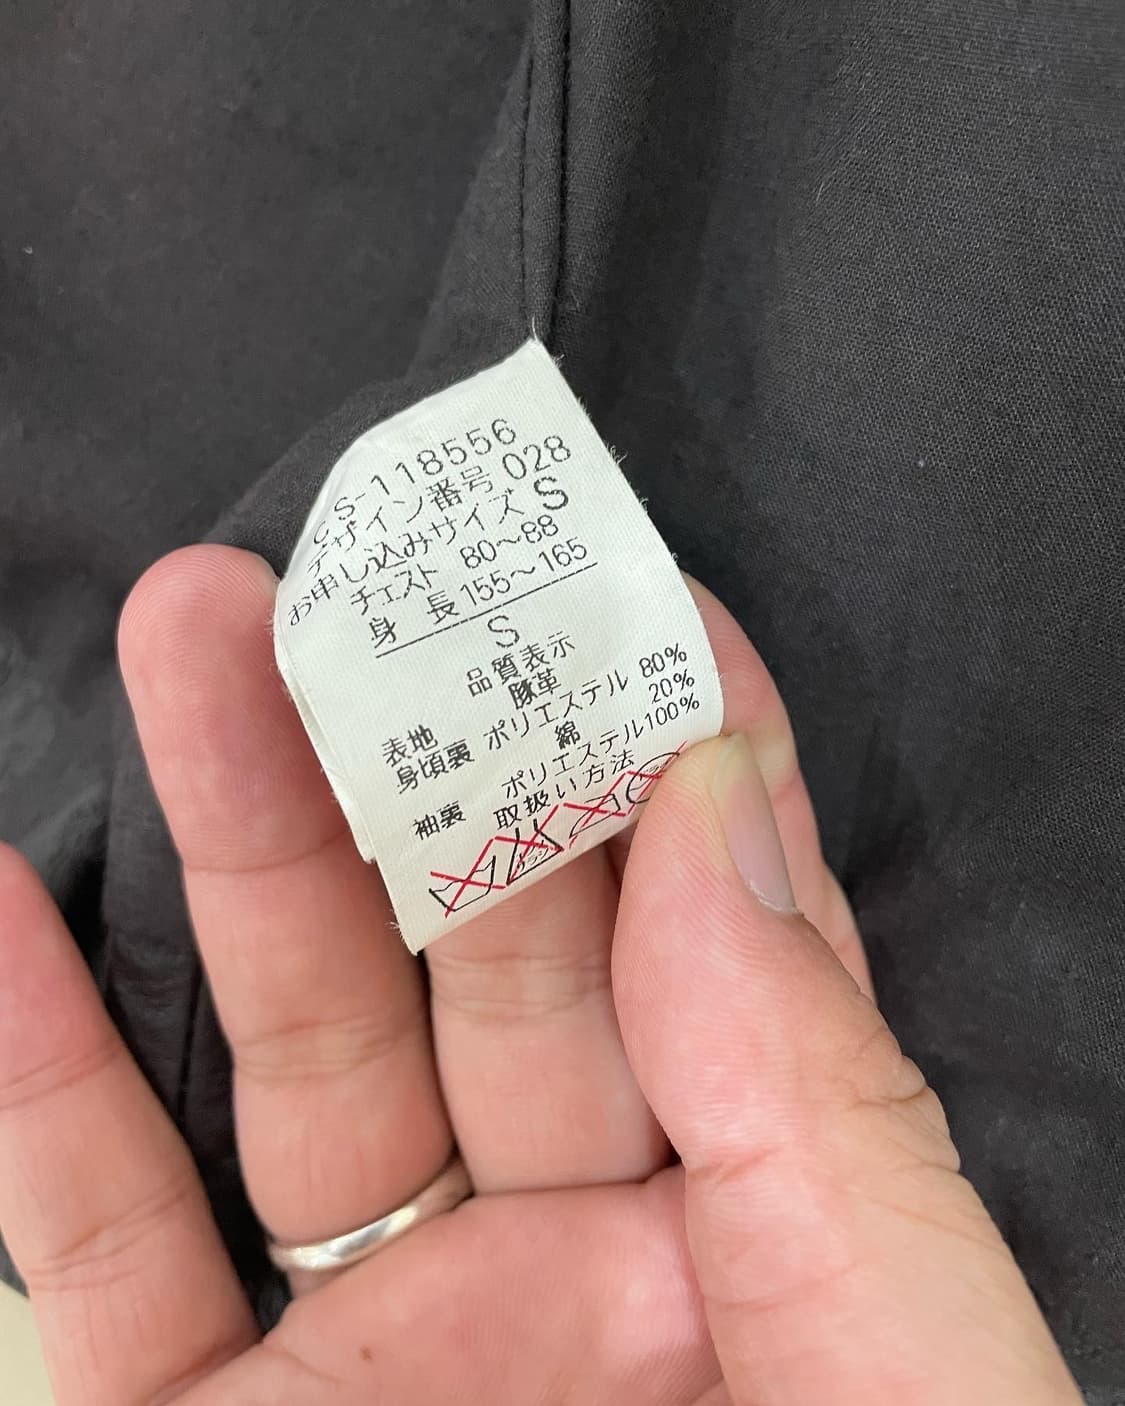 CS-118556
デザイン番号 028
お申し込みサイズ S
チェスト 80〜88
身 長 155〜165
S
品質表示
表地 豚革
身頃裏 ポリエステル 80%
綿 20%
袖裏 ポリエステル100%
取扱い方法